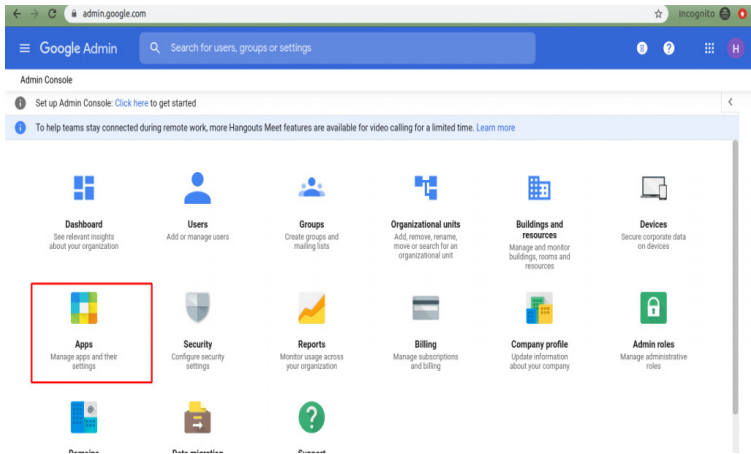 admin.google.com
Incognito
Google Admin
Search for users, groups or settings
H
Admin Console
Set up Admin Console: Click here to get started
To help teams stay connected during remote work, more Hangouts Meet features are available for video calling for a limited time. Learn more
Dashboard
See relevant insights
about your organization
Users
Add or manage users
Groups
Create groups and
mailing lists
Organizational units
Add, remove, rename,
move or search for an
organizational unit
Buildings and
resources
Manage and monitor
buildings, rooms and
resources
Devices
Secure corporate data
on devices
Apps
Manage apps and their
settings
Security
Configure security
settings
Reports
Monitor usage across
your organization
Billing
Manage subscriptions
and billing
Company profile
Update information
about your company
Admin roles
Manage administrative
roles
Domains
Data migration
Support